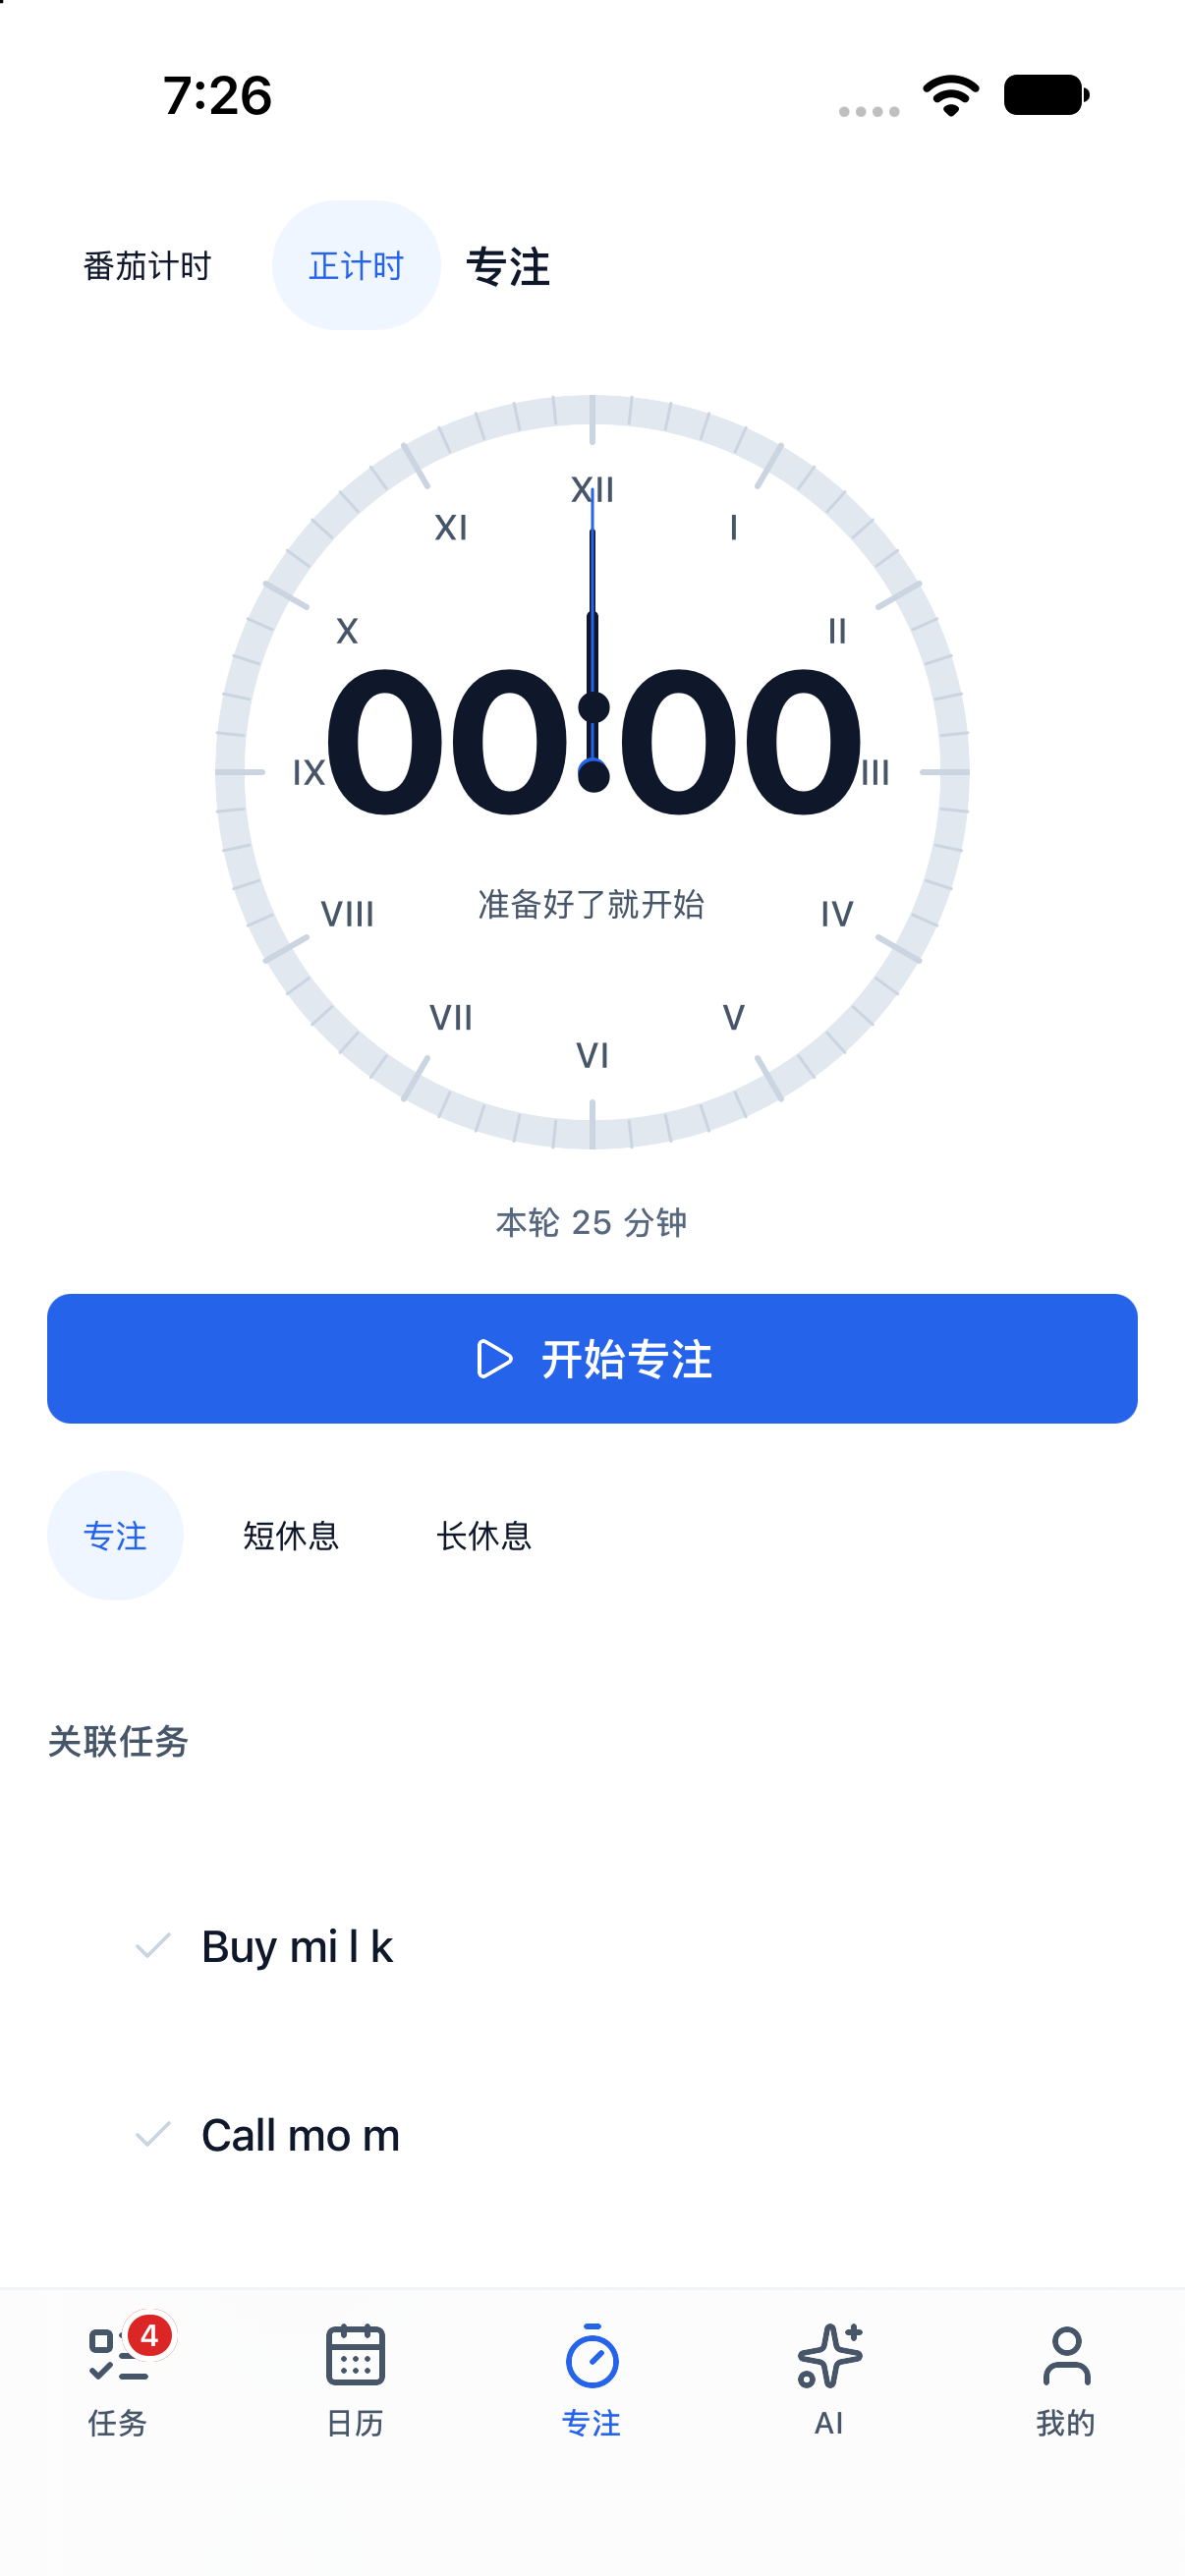 7:26
番茄计时 正计时 专注
XII
XI I
X II
00:00
IX III
准备好了就开始
VIII IV
VII V
VI
本轮 25 分钟
开始专注
专注 短休息 长休息
关联任务
Buy milk
Call mom
4
任务 日历 专注 AI 我的